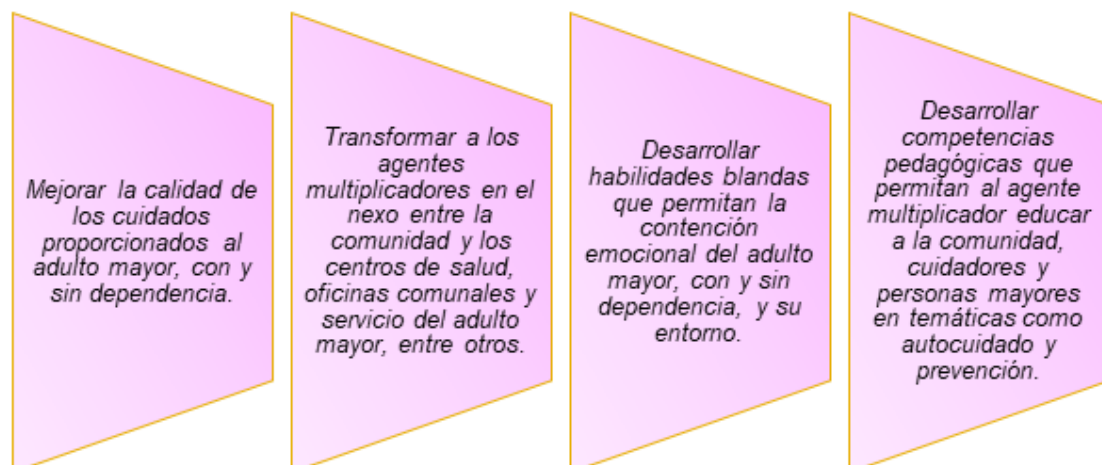 Mejorar la calidad de
los cuidados
proporcionados al
adulto mayor, con y
sin dependencia.
Transformar a los
agentes
multiplicadores en el
nexo entre la
comunidad y los
centros de salud,
oficinas comunales y
servicio del adulto
mayor, entre otros.
Desarrollar
habilidades blandas
que permitan la
contención
emocional del adulto
mayor, con y sin
dependencia, y su
entorno.
Desarrollar
competencias
pedagógicas que
permitan al agente
multiplicador educar
a la comunidad,
cuidadores y
personas mayores
en temáticas como
autocuidado y
prevención.